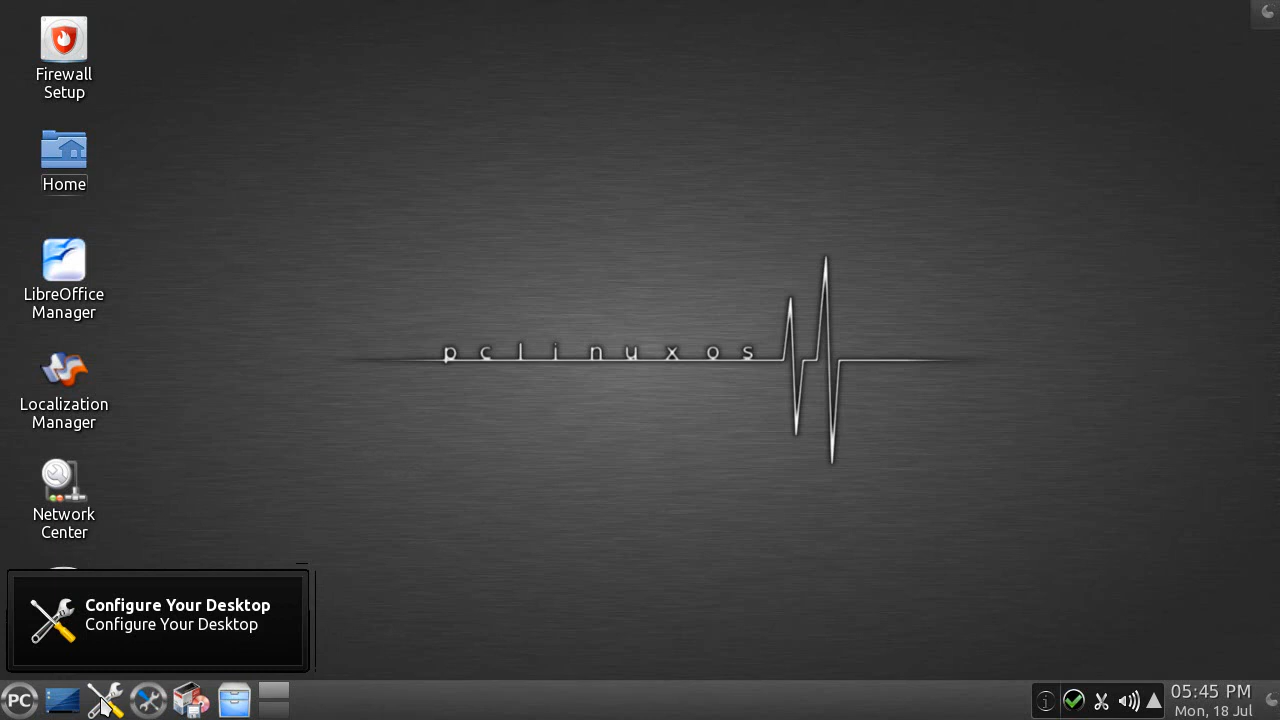 Firewall
Setup
Home
LibreOffice
Manager
Localization
Manager
Network
Center
pclinuxos
Configure Your Desktop
Configure Your Desktop
PC
05:45 PM
Mon, 18 Jul